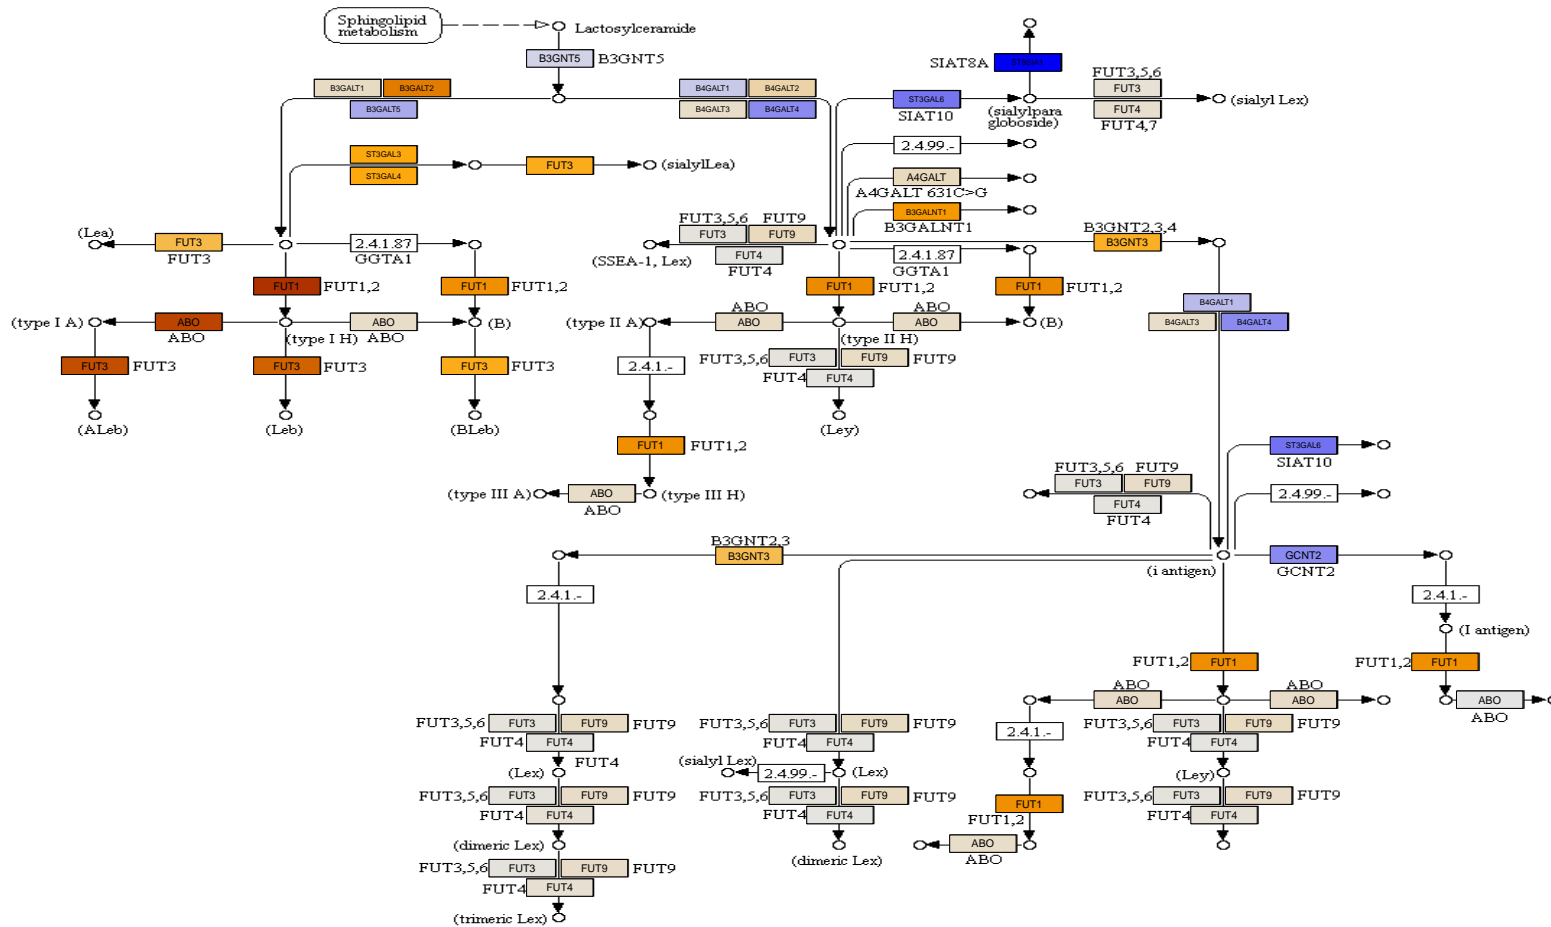 Sphingolipid
metabolism
Lactosylceramide
B3GNT5
B3GNT5
SIAT8A
ST8SIA1
B3GALT1
B3GALT2
B3GALT5
B4GALT1
B4GALT2
B4GALT3
B4GALT4
ST3GAL6
SIAT10
(sialylpara
globoside)
FUT3,5,6
FUT3
FUT4
FUT4,7
(sialyl Lex)
2.4.99.-
ST3GAL3
ST3GAL4
FUT3
(sialylLea)
A4GALT
A4GALT 631C>G
B3GALNT1
B3GALNT1
(Lea)
FUT3
FUT3
2.4.1.87
GGTA1
FUT3,5,6
FUT9
FUT3
FUT9
FUT4
FUT4
(SSEA-1, Lex)
2.4.1.87
GGTA1
B3GNT2,3,4
B3GNT3
FUT1
FUT1,2
FUT1
FUT1,2
FUT1
FUT1,2
FUT1
FUT1,2
B4GALT1
B4GALT3
B4GALT4
(type I A)
ABO
ABO
(type I H)
ABO
ABO
(B)
(type II A)
ABO
ABO
(type II H)
ABO
ABO
(B)
FUT3
FUT3
FUT3
FUT3
FUT3
FUT3
2.4.1.-
FUT3,5,6
FUT3
FUT9
FUT9
FUT4
FUT4
(ALeb)
(Leb)
(BLeb)
(Ley)
FUT1
FUT1,2
ST3GAL6
SIAT10
(type III A)
ABO
ABO
(type III H)
FUT3,5,6
FUT9
FUT3
FUT9
FUT4
FUT4
2.4.99.-
B3GNT2,3
B3GNT3
(i antigen)
GCNT2
GCNT2
2.4.1.-
2.4.1.-
(I antigen)
FUT1,2
FUT1
FUT1,2
FUT1
ABO
ABO
ABO
ABO
ABO
ABO
FUT3,5,6
FUT3
FUT9
FUT9
FUT4
FUT4
FUT4
FUT3,5,6
FUT3
FUT9
FUT9
FUT4
FUT4
2.4.1.-
FUT3,5,6
FUT3
FUT9
FUT9
FUT4
FUT4
(Lex)
(sialyl Lex)
2.4.99.-
(Lex)
(Ley)
FUT3,5,6
FUT3
FUT9
FUT9
FUT4
FUT4
FUT3,5,6
FUT3
FUT9
FUT9
FUT4
FUT4
FUT1
FUT1,2
FUT3,5,6
FUT3
FUT9
FUT9
FUT4
FUT4
(dimeric Lex)
(dimeric Lex)
ABO
ABO
FUT3,5,6
FUT3
FUT9
FUT9
FUT4
FUT4
(trimeric Lex)